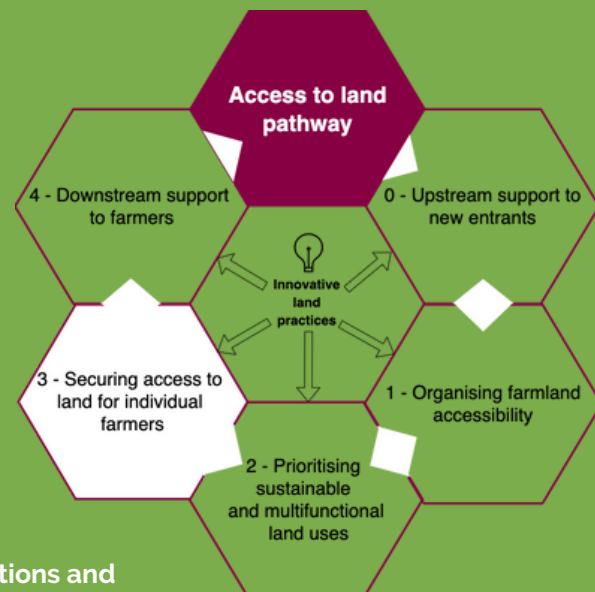 Access to land
pathway
4 - Downstream support
to farmers
0 - Upstream support to
new entrants
Innovative
land
practices
3 - Securing access to
land for individual
farmers
1 - Organising farmland
accessibility
2 - Prioritising
sustainable
and multifunctional
land uses
tions and